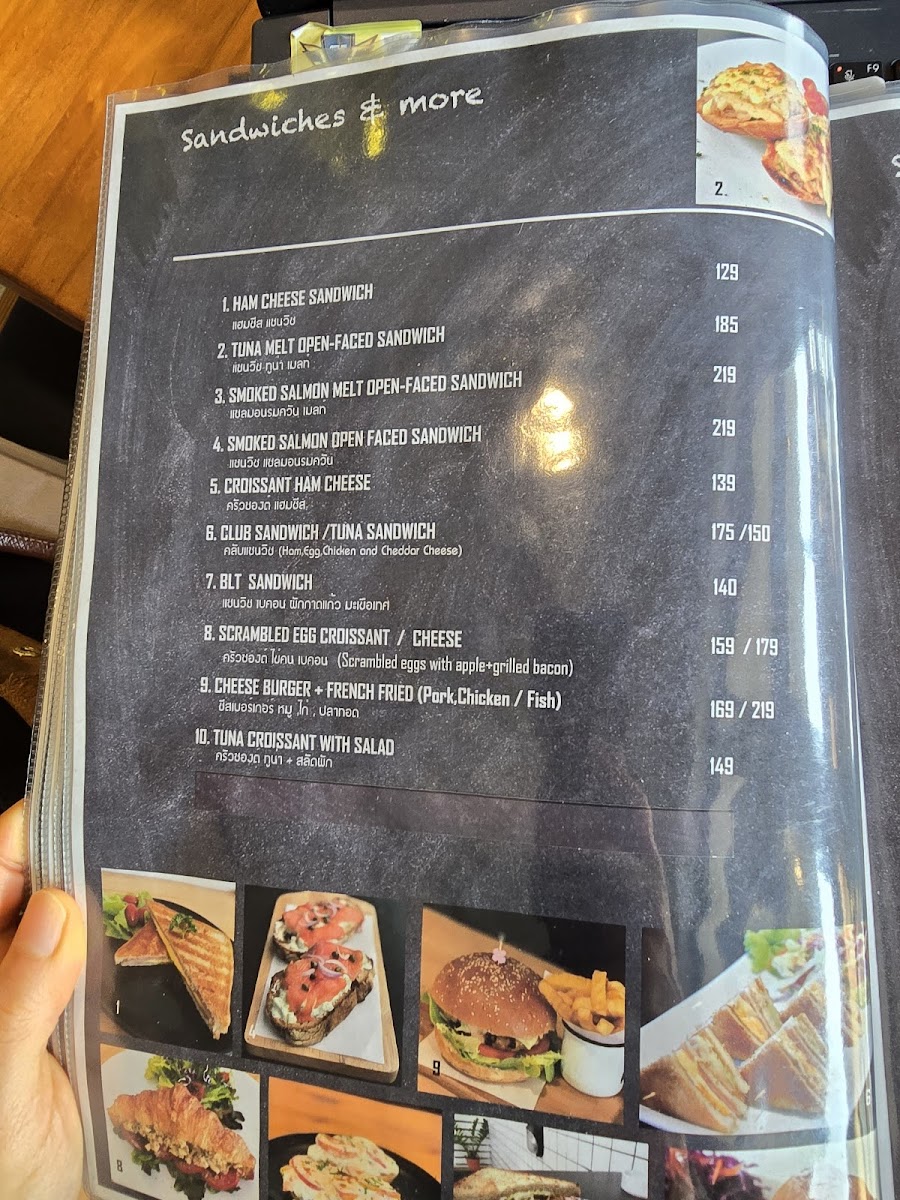 F9
Sandwiches & more
2.
1. HAM CHEESE SANDWICH 129
แฮมชีส แซนวิช
2. TUNA MELT OPEN-FACED SANDWICH 185
แซนวิช ทูน่า เมลท์
3. SMOKED SALMON MELT OPEN-FACED SANDWICH 219
แซลมอนรมควัน เมลท
4. SMOKED SALMON OPEN FACED SANDWICH 219
แซนวิช แซลมอนรมควัน
5. CROISSANT HAM CHEESE 139
ครัวซองต์ แฮมชีส,
6. CLUB SANDWICH /TUNA SANDWICH 175 /150
คลับแซนวิช (Ham,Egg,Chicken and Cheddar Cheese)
7. BLT SANDWICH 140
แซนวิช เบคอน ผักกาดแก้ว มะเขือเทศ
8. SCRAMBLED EGG CROISSANT / CHEESE 159 / 179
ครัวซองต์ ไข่คน เบคอน (Scrambled eggs with apple+grilled bacon)
9. CHEESE BURGER + FRENCH FRIED (Pork,Chicken / Fish) 169 / 219
ชีสเบอรเกอร หมู ,ไก่ , ปลาทอด
10. TUNA CROISSANT WITH SALAD 149
ครัวซองต ทูน่า + สลัดผัก
1
9
6
8